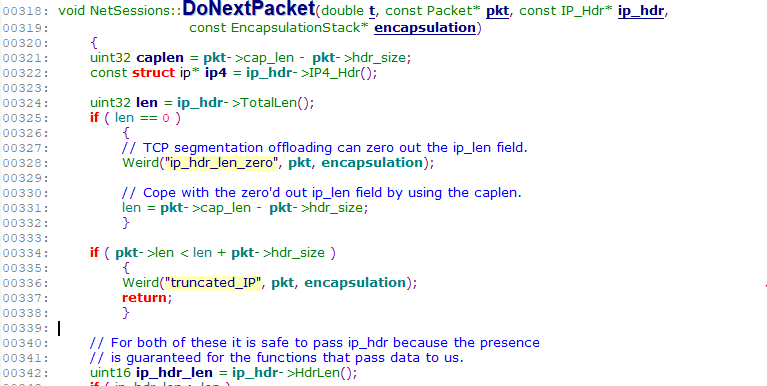 00318: void NetSessions::DoNextPacket(double t, const Packet* pkt, const IP_Hdr* ip_hdr,
00319: const EncapsulationStack* encapsulation)
00320: {
00321: uint32 caplen = pkt->cap_len - pkt->hdr_size;
00322: const struct ip* ip4 = ip_hdr->IP4_Hdr();
00323:
00324: uint32 len = ip_hdr->TotalLen();
00325: if ( len == 0 )
00326: {
00327: // TCP segmentation offloading can zero out the ip_len field.
00328: Weird("ip_hdr_len_zero", pkt, encapsulation);
00329:
00330: // Cope with the zero'd out ip_len field by using the caplen.
00331: len = pkt->cap_len - pkt->hdr_size;
00332: }
00333:
00334: if ( pkt->len < len + pkt->hdr_size )
00335: {
00336: Weird("truncated_IP", pkt, encapsulation);
00337: return;
00338: }
00339:
00340: // For both of these it is safe to pass ip_hdr because the presence
00341: // is guaranteed for the functions that pass data to us.
00342: uint16 ip_hdr_len = ip_hdr->HdrLen();